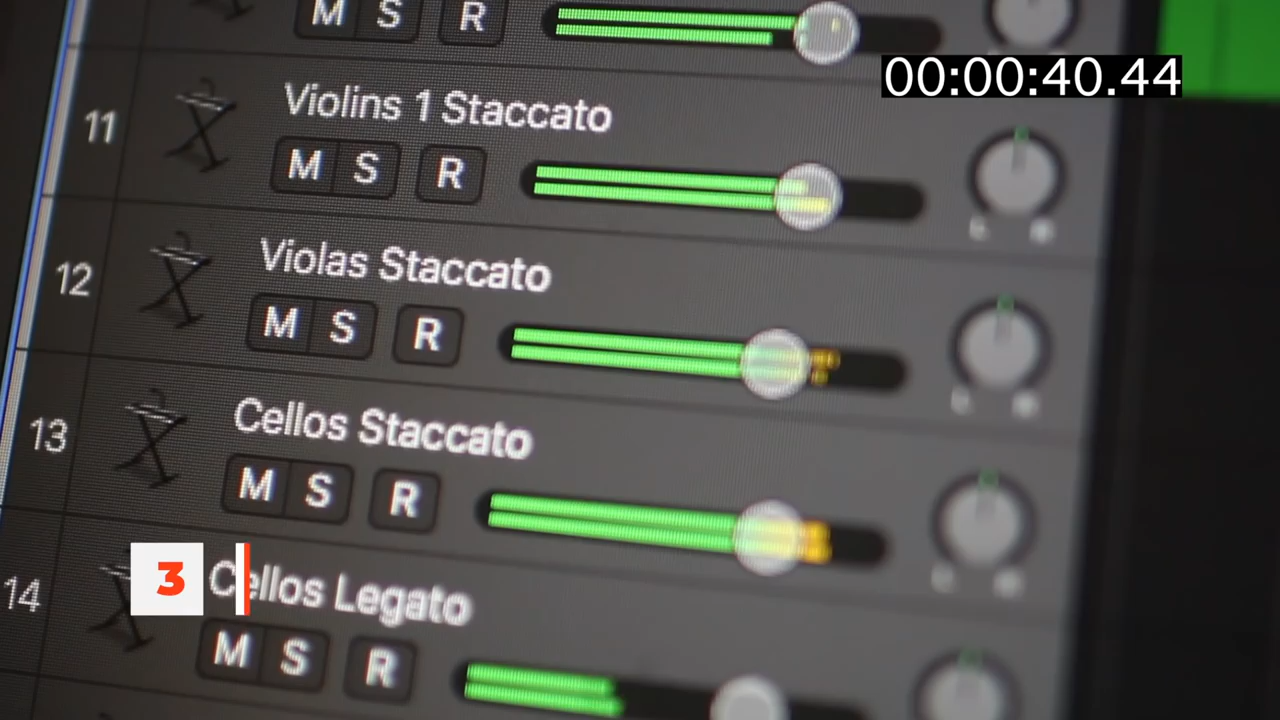 M S R
00:00:40.44
11
Violins 1 Staccato
M S R
L R
12
Violas Staccato
M S R
L R
13
Cellos Staccato
M S R
L R
3
14
Cellos Legato
M S R